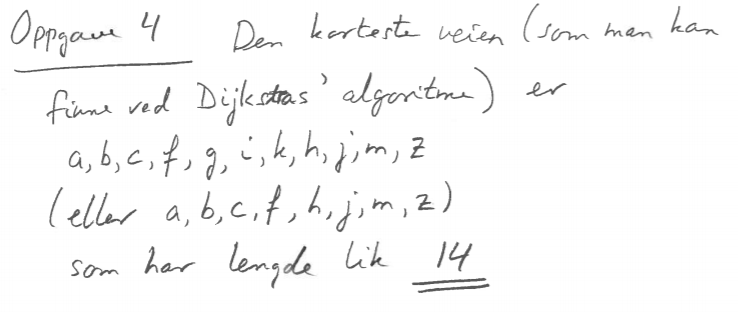 Oppgave 4 Den korteste veien (som man kan
finne ved Dijkstras' algoritme) er
a, b, c, f, g, i, k, h, j, m, z
(eller a, b, c, f, h, j, m, z)
som har lengde lik 14